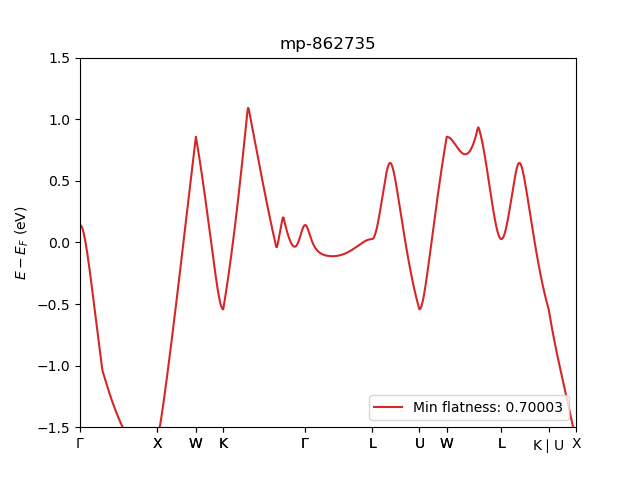 mp-862735
1.5
1.0
0.5
0.0
−0.5
−1.0
−1.5
E − E_F (eV)
Min flatness: 0.70003
Γ X W K Γ L U W L K | U X